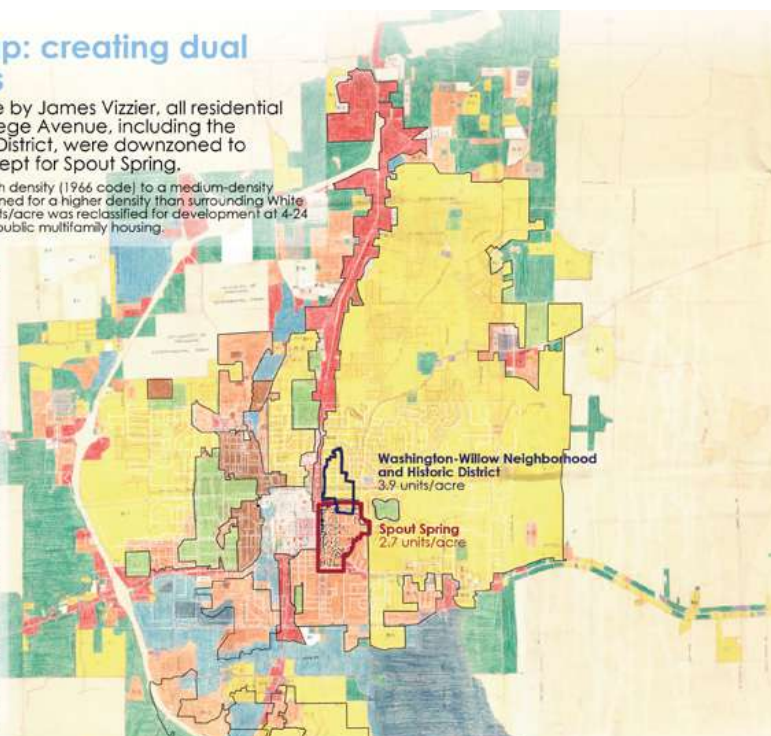 p: creating dual
s
e by James Vizzier, all residential
ege Avenue, including the
District, were downzoned to
ept for Spout Spring.
h density (1966 code) to a medium-density
ned for a higher density than surrounding White
ts/acre was reclassified for development at 4-24
public multifamily housing.
Washington-Willow Neighborhood
and Historic District
3.9 units/acre
Spout Spring
2.7 units/acre